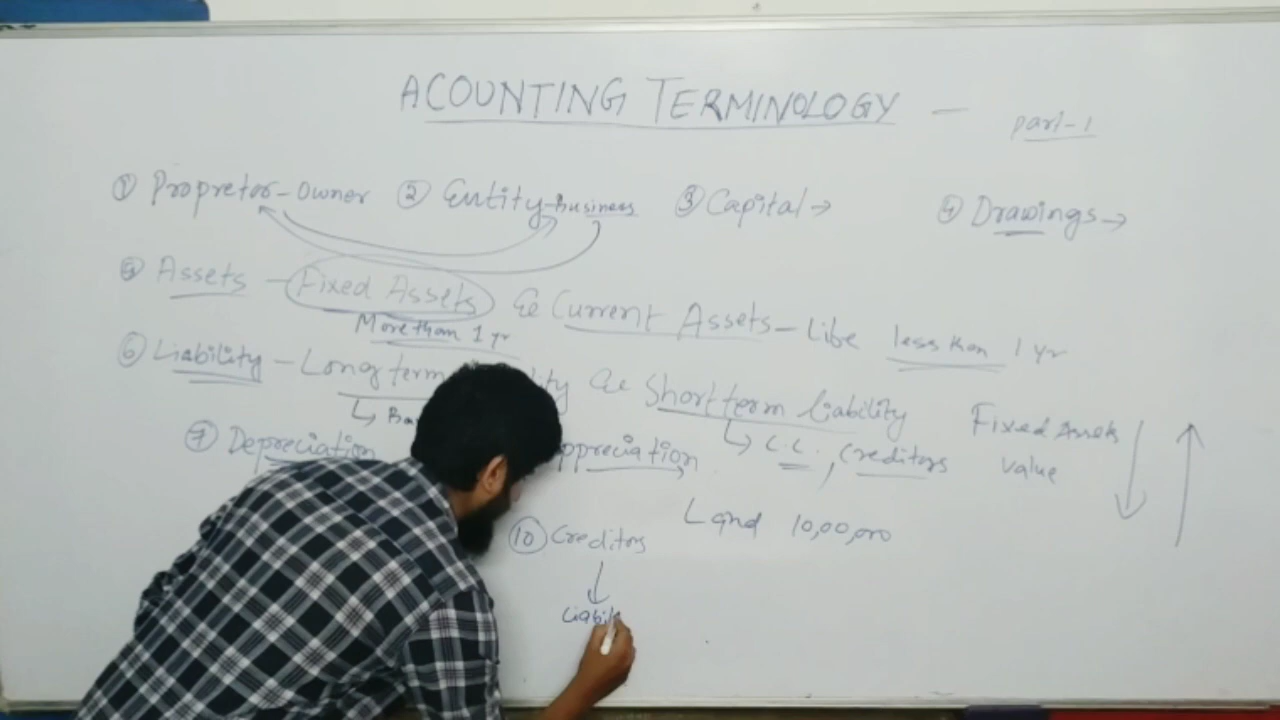 ACOUNTING TERMINOLOGY - part-1
① Propretor - owner ② Entity - Business ③ Capital → ④ Drawings →
⑤ Assets - Fixed Assets & Current Assets - Like less than 1 yr
More than 1 yr
⑥ Liability - Long term & Short term liability
↳ ↳ C.C., Creditors
⑦ Depreciation ppreciation →
Fixed Assets ↓ ↑
value
Land 10,00,000
⑩ Creditors
↓
Liabili